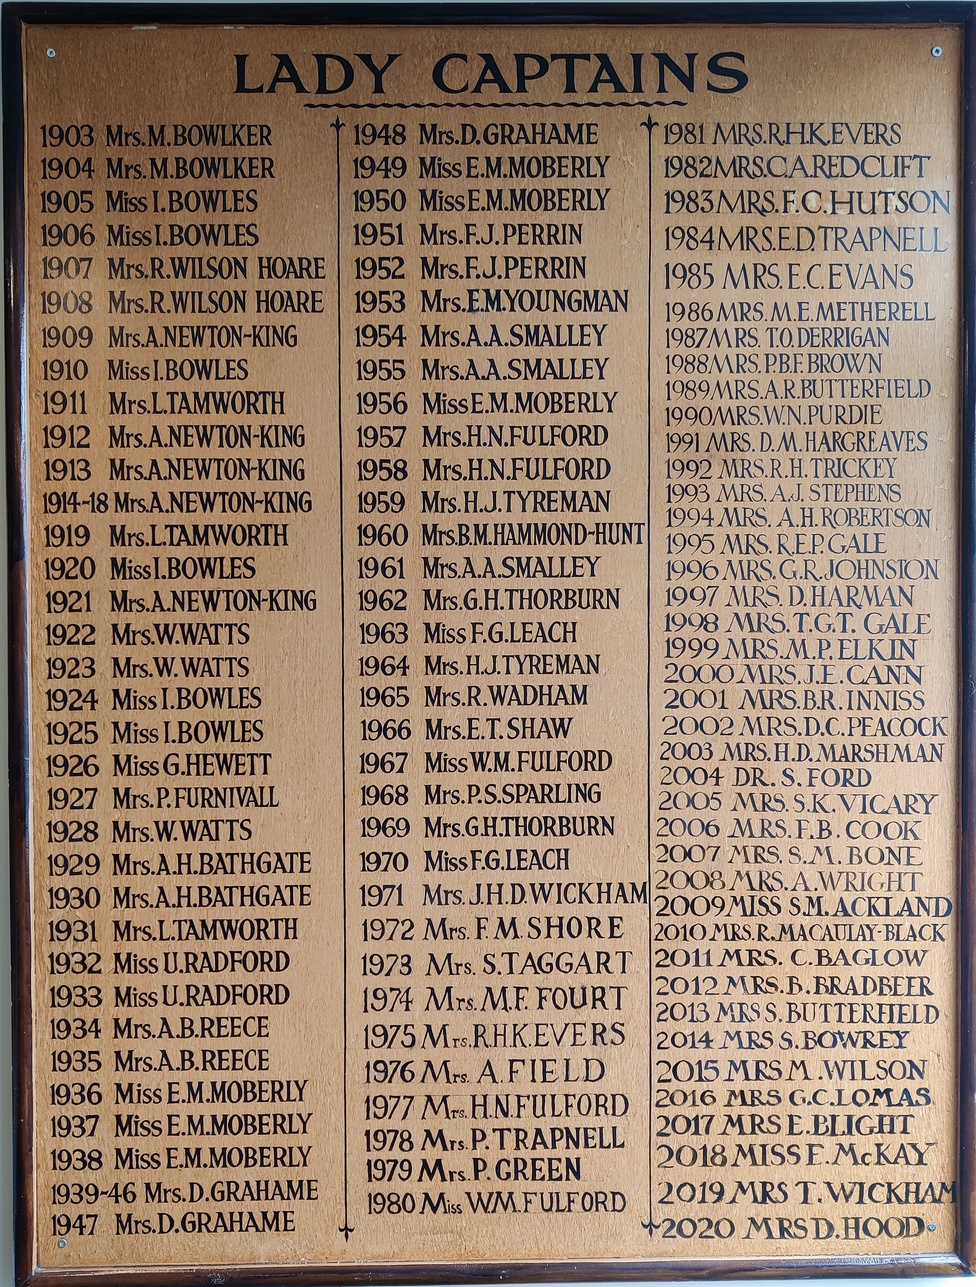 LADY CAPTAINS
1903 Mrs.M.BOWLKER
1904 Mrs.M.BOWLKER
1905 Miss I.BOWLES
1906 Miss I.BOWLES
1907 Mrs.R.WILSON HOARE
1908 Mrs.R.WILSON HOARE
1909 Mrs.A.NEWTON-KING
1910 Miss I.BOWLES
1911 Mrs.L.TAMWORTH
1912 Mrs.A.NEWTON-KING
1913 Mrs.A.NEWTON-KING
1914-18 Mrs.A.NEWTON-KING
1919 Mrs.L.TAMWORTH
1920 Miss I.BOWLES
1921 Mrs.A.NEWTON-KING
1922 Mrs.W.WATTS
1923 Mrs.W.WATTS
1924 Miss I.BOWLES
1925 Miss I.BOWLES
1926 Miss G.HEWETT
1927 Mrs.P.FURNIVALL
1928 Mrs.W.WATTS
1929 Mrs.A.H.BATHGATE
1930 Mrs.A.H.BATHGATE
1931 Mrs.L.TAMWORTH
1932 Miss U.RADFORD
1933 Miss U.RADFORD
1934 Mrs.A.B.REECE
1935 Mrs.A.B.REECE
1936 Miss E.M.MOBERLY
1937 Miss E.M.MOBERLY
1938 Miss E.M.MOBERLY
1939-46 Mrs.D.GRAHAME
1947 Mrs.D.GRAHAME
1948 Mrs.D.GRAHAME
1949 Miss E.M.MOBERLY
1950 Miss E.M.MOBERLY
1951 Mrs.F.J.PERRIN
1952 Mrs.F.J.PERRIN
1953 Mrs.E.M.YOUNGMAN
1954 Mrs.A.A.SMALLEY
1955 Mrs.A.A.SMALLEY
1956 Miss E.M.MOBERLY
1957 Mrs.H.N.FULFORD
1958 Mrs.H.N.FULFORD
1959 Mrs.H.J.TYREMAN
1960 Mrs.B.M.HAMMOND-HUNT
1961 Mrs.A.A.SMALLEY
1962 Mrs.G.H.THORBURN
1963 Miss F.G.LEACH
1964 Mrs.H.J.TYREMAN
1965 Mrs.R.WADHAM
1966 Mrs.E.T.SHAW
1967 Miss W.M.FULFORD
1968 Mrs.P.S.SPARLING
1969 Mrs.G.H.THORBURN
1970 Miss F.G.LEACH
1971 Mrs.J.H.D.WICKHAM
1972 Mrs.F.M.SHORE
1973 Mrs. S.TAGGART
1974 Mrs.M.F. FOURT
1975 Mrs.R.H.K.EVERS
1976 Mrs. A.FIELD
1977 Mrs.H.N.FULFORD
1978 Mrs.P.TRAPNELL
1979 Mrs.P.GREEN
1980 Miss W.M.FULFORD
1981 MRS.R.H.K.EVERS
1982 MRS.C.A.REDCLIFT
1983 MRS.F.C.HUTSON
1984 MRS.E.D.TRAPNELL
1985 MRS.E.C.EVANS
1986 MRS.M.E.METHERELL
1987 MRS.T.O.DERRIGAN
1988 MRS.P.B.F.BROWN
1989 MRS.A.R.BUTTERFIELD
1990 MRS.W.N.PURDIE
1991 MRS.D.M.HARGREAVES
1992 MRS.R.H.TRICKEY
1993 MRS. A.J. STEPHENS
1994 MRS. A.H.ROBERTSON
1995 MRS. R.E.P.GALE
1996 MRS.G.R.JOHNSTON
1997 MRS. D.HARMAN
1998 MRS.T.G.T. GALE
1999 MRS.M.P.ELKIN
2000 MRS.J.E.CANN
2001 MRS.B.R.INNISS
2002 MRS.D.C.PEACOCK
2003 MRS.H.D.MARSHMAN
2004 DR. S. FORD
2005 MRS.S.K.VICARY
2006 MRS.F.B.COOK
2007 MRS. S.M. BONE
2008 MRS.A.WRIGHT
2009 MISS S.M.ACKLAND
2010 MRS.R.MACAULAY-BLACK
2011 MRS. C.BAGLOW
2012 MRS.B.BRADBEER
2013 MRS S.BUTTERFIELD
2014 MRS S.BOWREY
2015 MRS M.WILSON
2016 MRS G.C.LOMAS
2017 MRS E.BLIGHT
2018 MISS E.McKAY
2019 MRS T.WICKHAM
2020 MRS D.HOOD